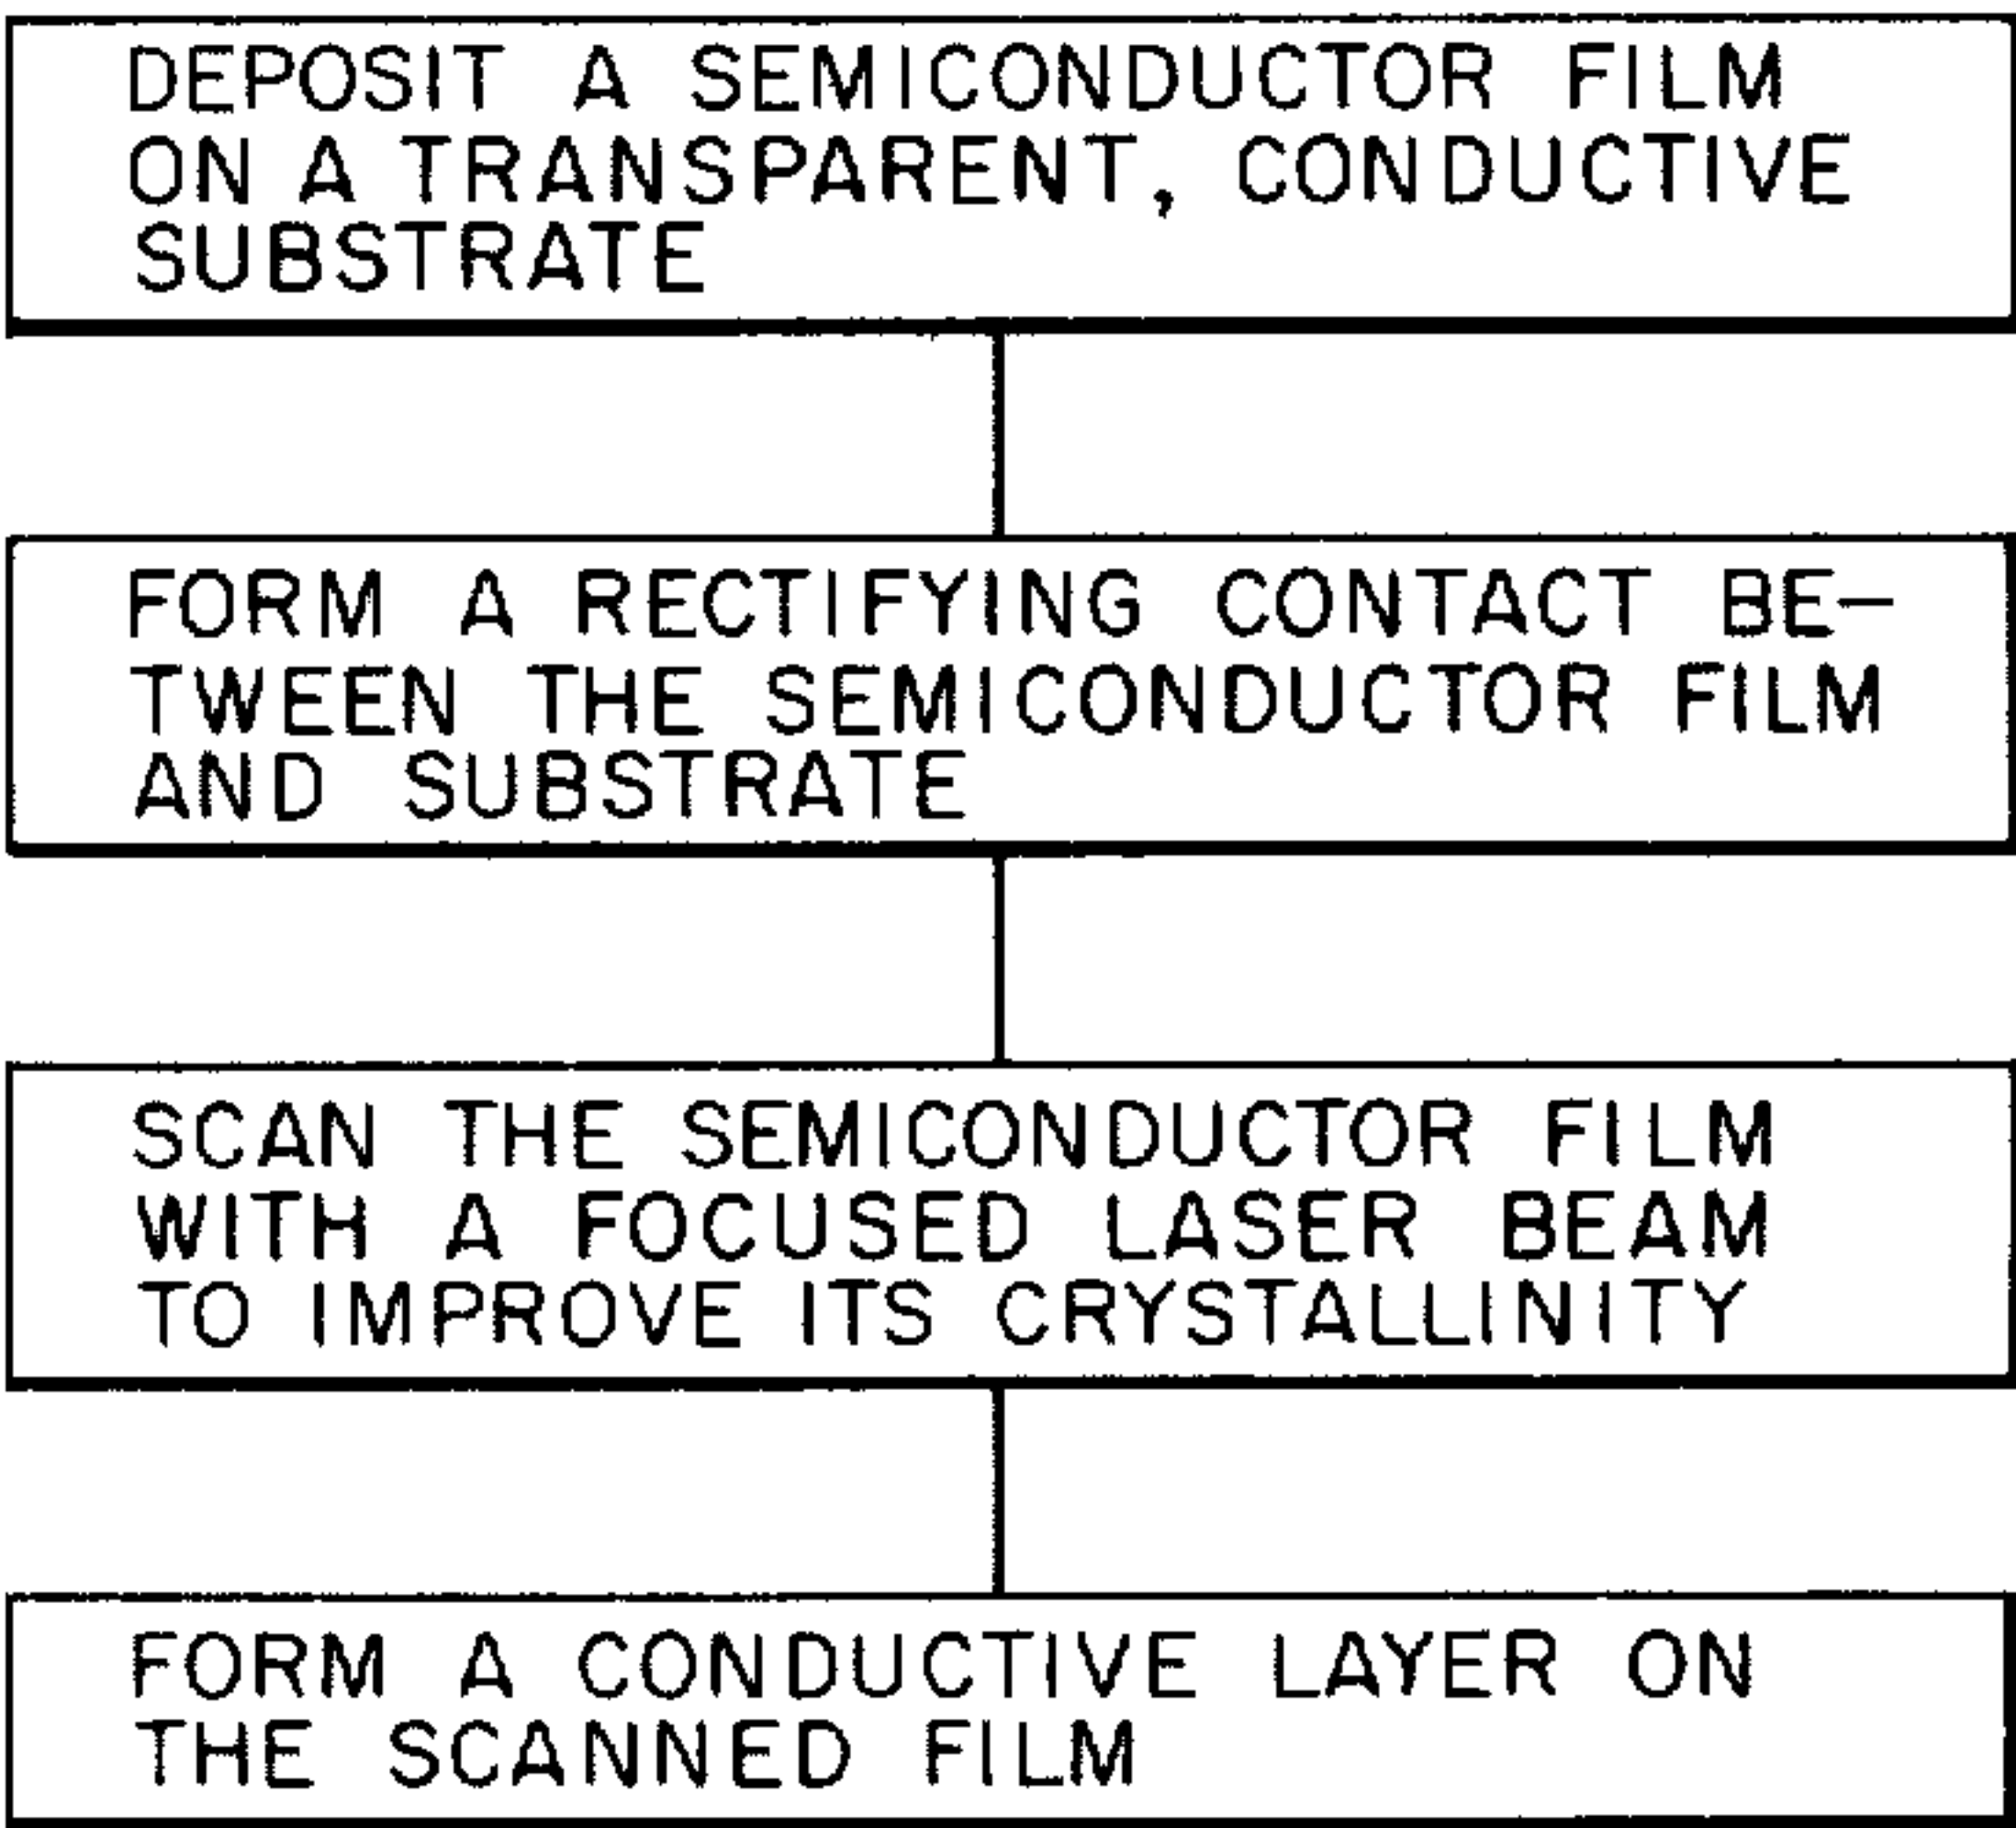 DEPOSIT A SEMICONDUCTOR FILM
ON A TRANSPARENT, CONDUCTIVE
SUBSTRATE
FORM A RECTIFYING CONTACT BE-
TWEEN THE SEMICONDUCTOR FILM
AND SUBSTRATE
SCAN THE SEMICONDUCTOR FILM
WITH A FOCUSED LASER BEAM
TO IMPROVE ITS CRYSTALLINITY
FORM A CONDUCTIVE LAYER ON
THE SCANNED FILM